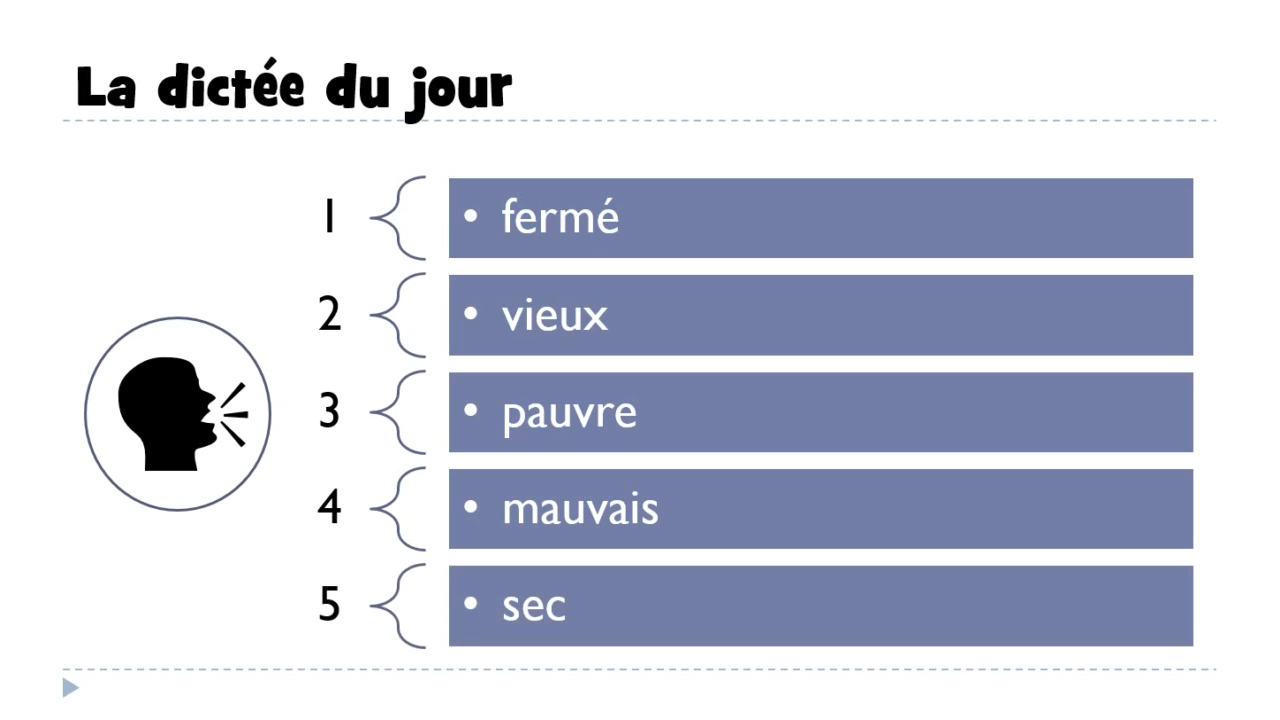 La dictée du jour
1
• fermé
2
• vieux
3
• pauvre
4
• mauvais
5
• sec